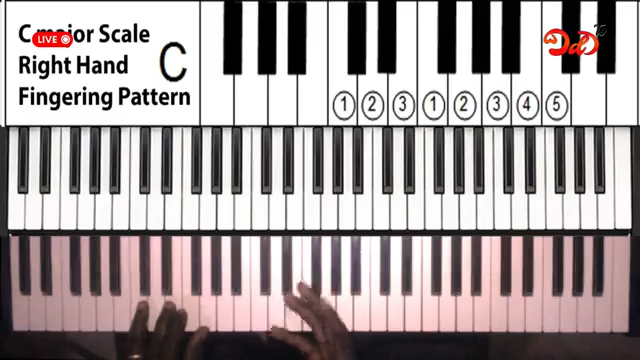 C major Scale
LIVE
Right Hand
C
Fingering Pattern
1 2 3 1 2 3 4 5